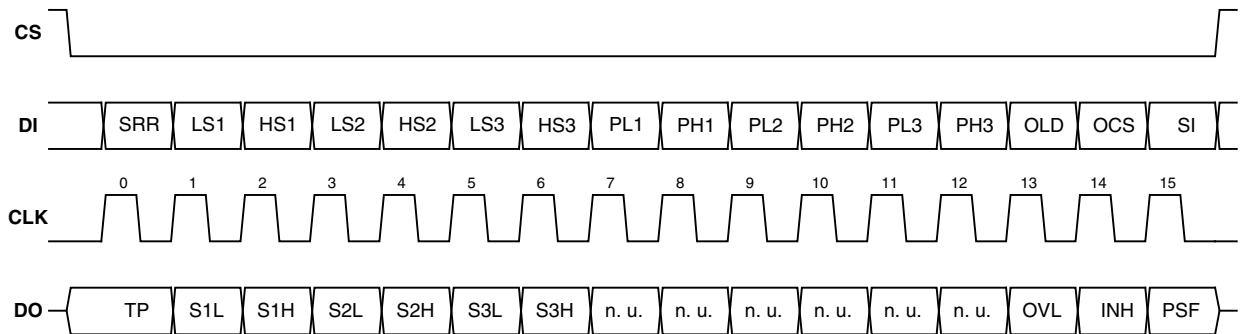 CS
DI SRR LS1 HS1 LS2 HS2 LS3 HS3 PL1 PH1 PL2 PH2 PL3 PH3 OLD OCS SI
0 1 2 3 4 5 6 7 8 9 10 11 12 13 14 15
CLK
DO TP S1L S1H S2L S2H S3L S3H n. u. n. u. n. u. n. u. n. u. n. u. OVL INH PSF